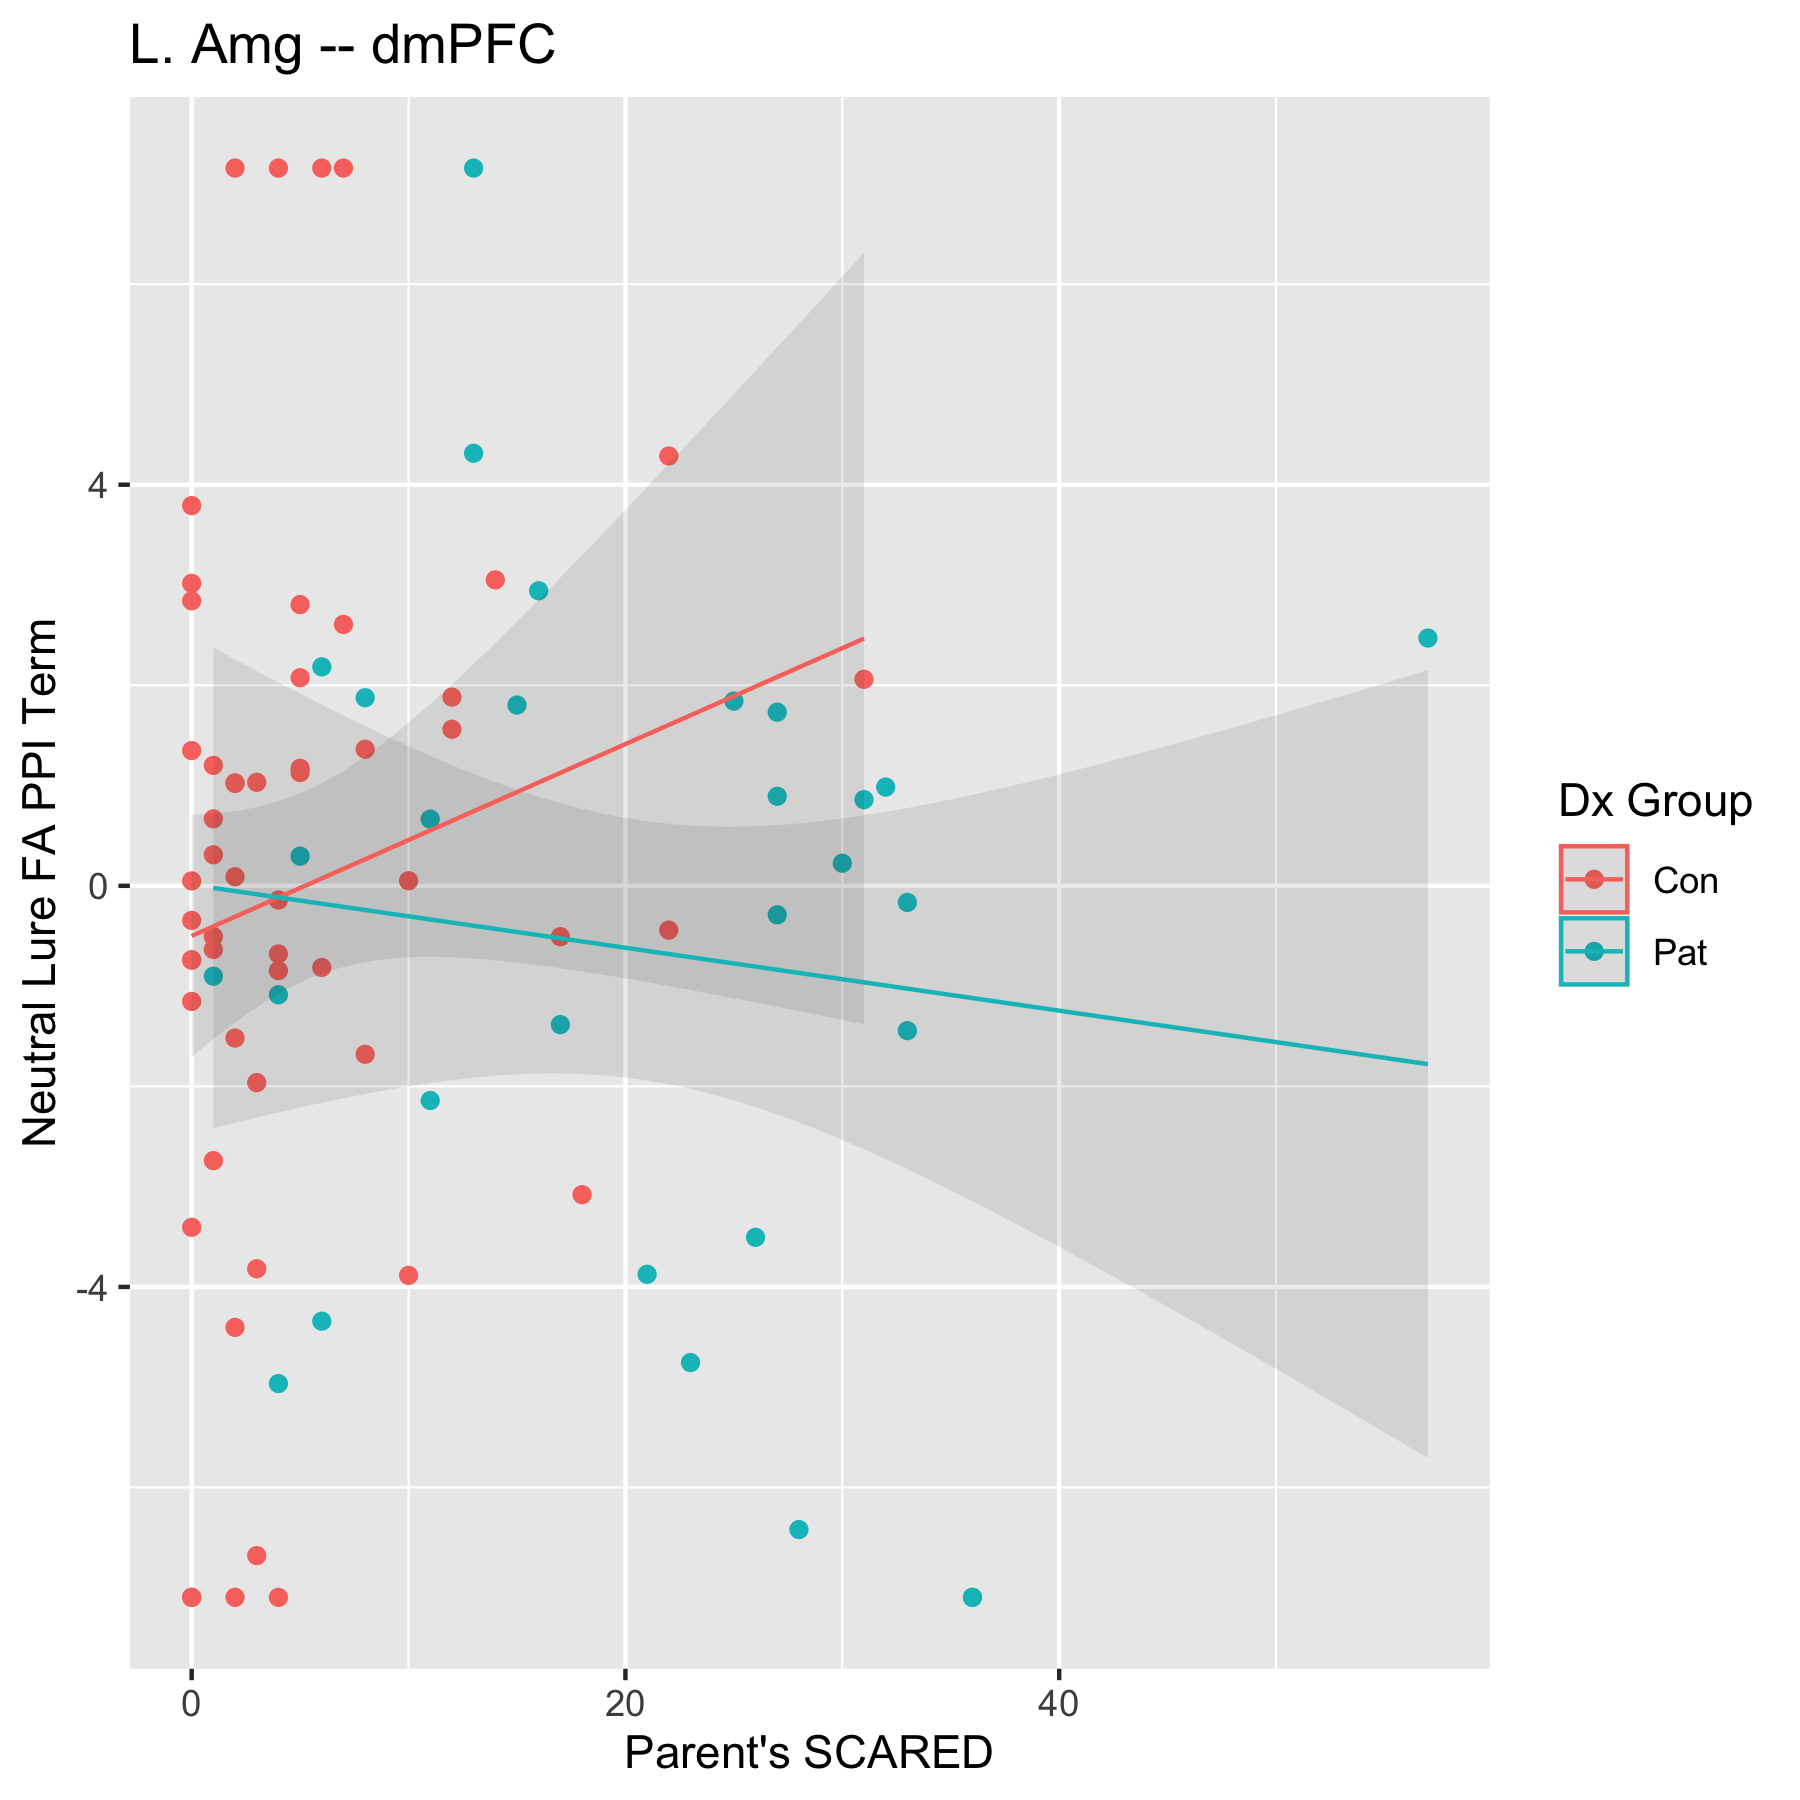 L. Amg -- dmPFC
Neutral Lure FA PPI Term
4
0
-4
0
20
40
Parent's SCARED
Dx Group
Con
Pat